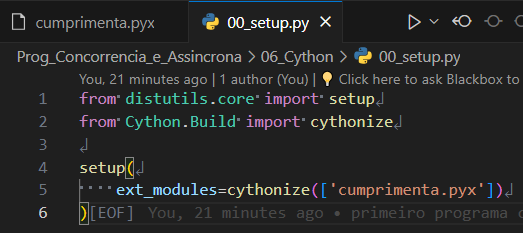 cumprimenta.pyx
00_setup.py
Prog_Concorrencia_e_Assincrona > 06_Cython > 00_setup.py
You, 21 minutes ago | 1 author (You) | Click here to ask Blackbox to
1 from distutils.core import setup
2 from Cython.Build import cythonize
3
4 setup(
5     ext_modules=cythonize(['cumprimenta.pyx'])
6 )[EOF] You, 21 minutes ago • primeiro programa